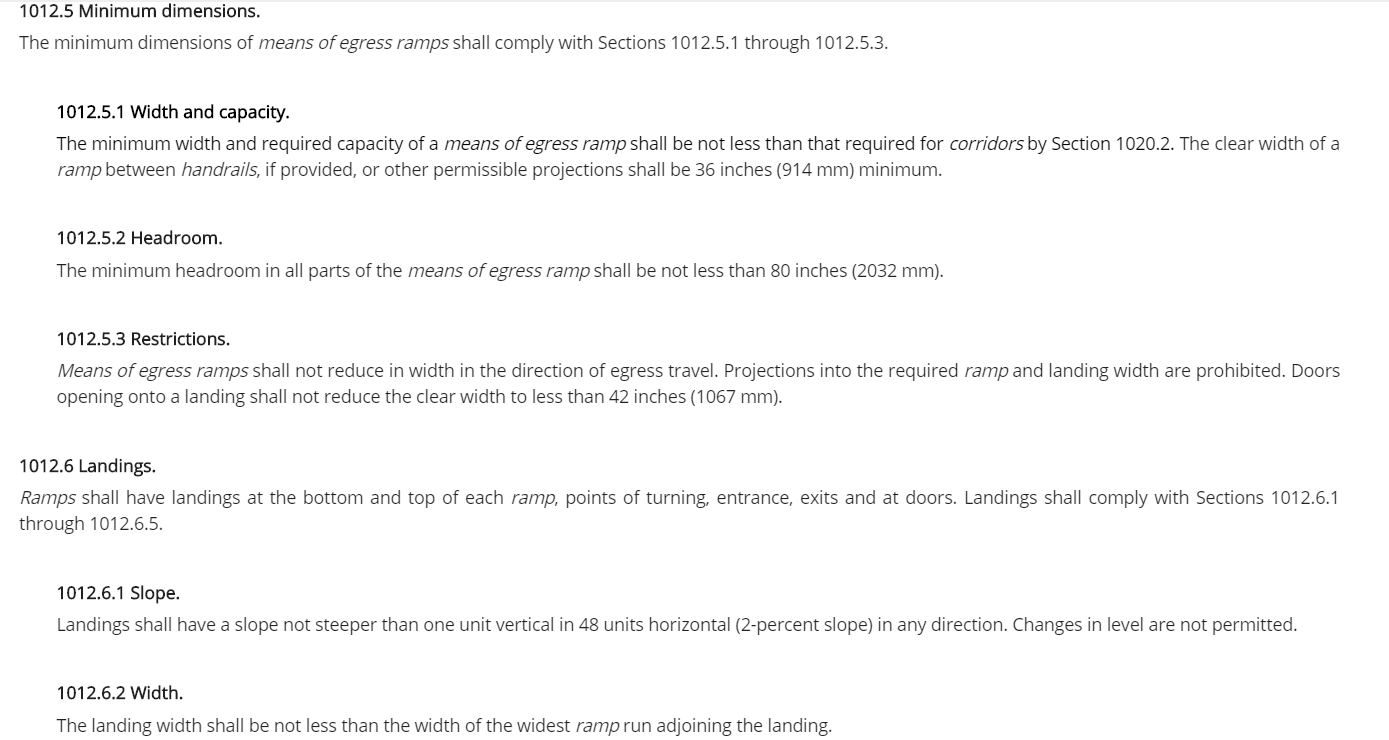 1012.5 Minimum dimensions.
The minimum dimensions of means of egress ramps shall comply with Sections 1012.5.1 through 1012.5.3.
1012.5.1 Width and capacity.
The minimum width and required capacity of a means of egress ramp shall be not less than that required for corridors by Section 1020.2. The clear width of a
ramp between handrails, if provided, or other permissible projections shall be 36 inches (914 mm) minimum.
1012.5.2 Headroom.
The minimum headroom in all parts of the means of egress ramp shall be not less than 80 inches (2032 mm).
1012.5.3 Restrictions.
Means of egress ramps shall not reduce in width in the direction of egress travel. Projections into the required ramp and landing width are prohibited. Doors
opening onto a landing shall not reduce the clear width to less than 42 inches (1067 mm).
1012.6 Landings.
Ramps shall have landings at the bottom and top of each ramp, points of turning, entrance, exits and at doors. Landings shall comply with Sections 1012.6.1
through 1012.6.5.
1012.6.1 Slope.
Landings shall have a slope not steeper than one unit vertical in 48 units horizontal (2-percent slope) in any direction. Changes in level are not permitted.
1012.6.2 Width.
The landing width shall be not less than the width of the widest ramp run adjoining the landing.